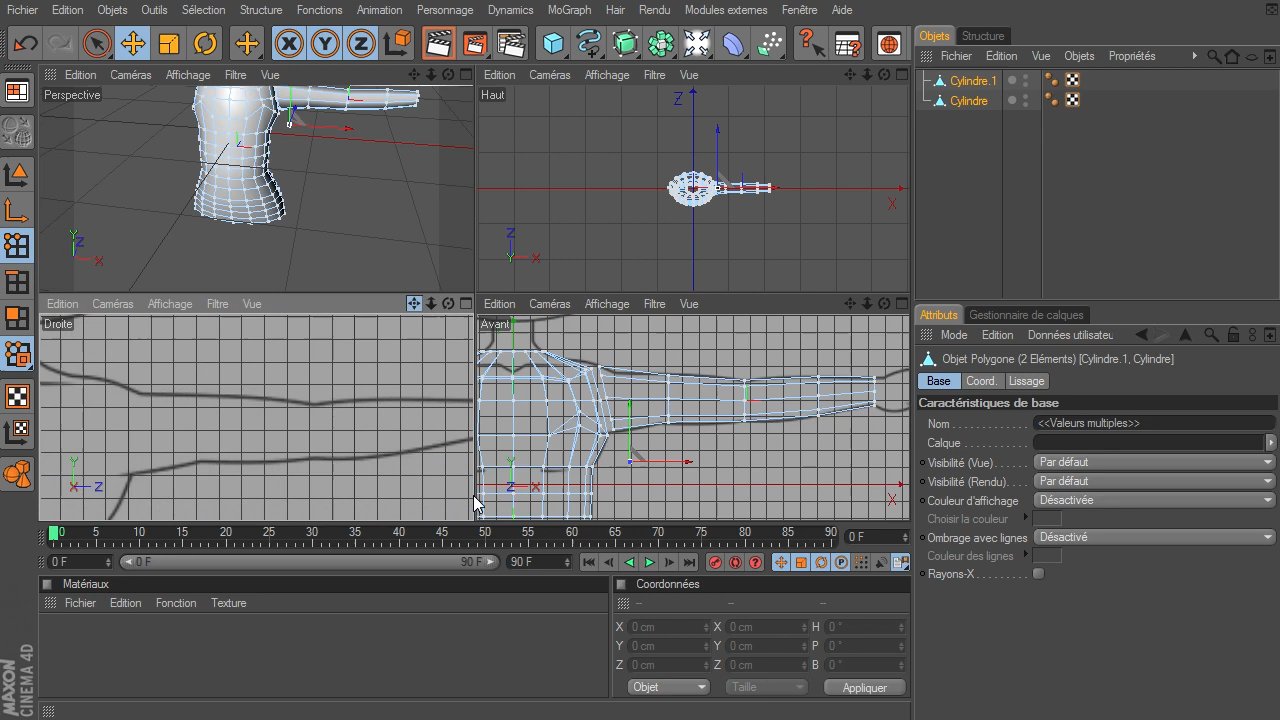 Fichier Edition Objets Outils Sélection Structure Fonctions Animation Personnage Dynamics MoGraph Hair Rendu Modules externes Fenêtre Aide
X Y Z
Edition Caméras Affichage Filtre Vue
Perspective
Y Z X
Edition Caméras Affichage Filtre Vue
Haut
Z
X
Z
Y X
Edition Caméras Affichage Filtre Vue
Droite
Y
X Z
Edition Caméras Affichage Filtre Vue
Avant
Y
Z X
X
0 5 10 15 20 25 30 35 40 45 50 55 60 65 70 75 80 85 90 0 F
0 F 0 F 90 F 90 F
P
Matériaux
Fichier Edition Fonction Texture
Coordonnées
-- -- --
X 0 cm X 0 cm H 0 °
Y 0 cm Y 0 cm P 0 °
Z 0 cm Z 0 cm B 0 °
Objet Taille Appliquer
MAXON
CINEMA 4D
Objets Structure
Fichier Edition Vue Objets Propriétés
Cylindre.1
Cylindre
Attributs Gestionnaire de calques
Mode Edition Données utilisateu
Objet Polygone (2 Eléments) [Cylindre.1, Cylindre]
Base Coord. Lissage
Caractéristiques de base
Nom . . . . . . . . . . . . <<Valeurs multiples>>
Calque . . . . . . . . . .
Visibilité (Vue) . . . . . Par défaut
Visibilité (Rendu) . . . . Par défaut
Couleur d'affichage Désactivée
Choisir la couleur
Ombrage avec lignes Désactivé
Couleur des lignes
Rayons-X . . . . . . . .